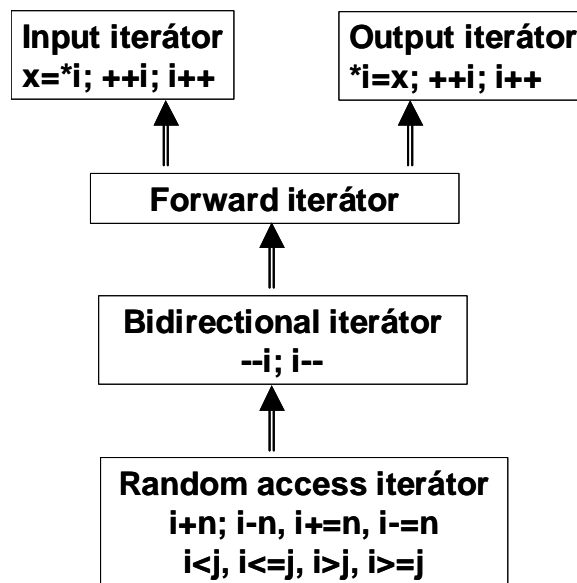 Input iterátor
x=*i; ++i; i++
Output iterátor
*i=x; ++i; i++
Forward iterátor
Bidirectional iterátor
--i; i--
Random access iterátor
i+n; i-n, i+=n, i-=n
i<j, i<=j, i>j, i>=j